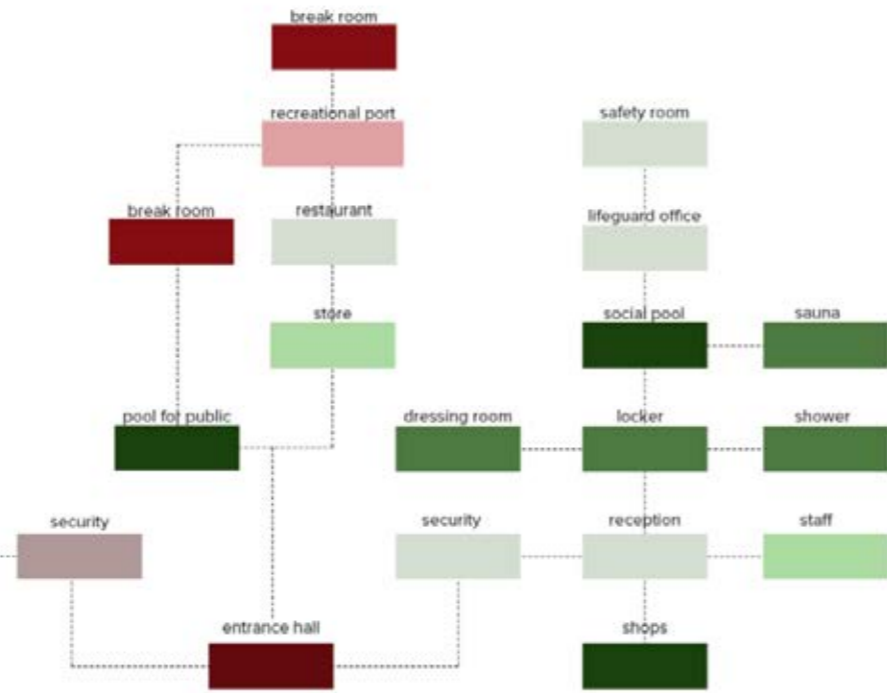 break room
recreational port
safety room
break room
restaurant
lifeguard office
store
social pool
sauna
pool for public
dressing room
locker
shower
security
security
reception
staff
entrance hall
shops